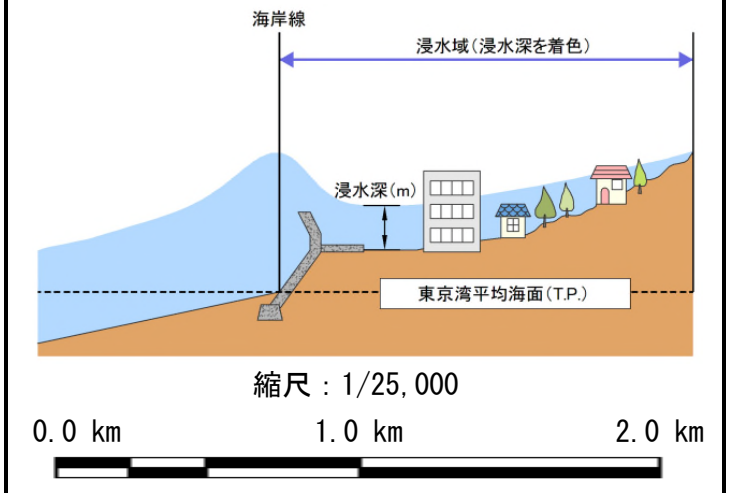 海岸線
浸水域(浸水深を着色)
浸水深(m)
東京湾平均海面(T.P.)
縮尺：1/25,000
0.0 km 1.0 km 2.0 km